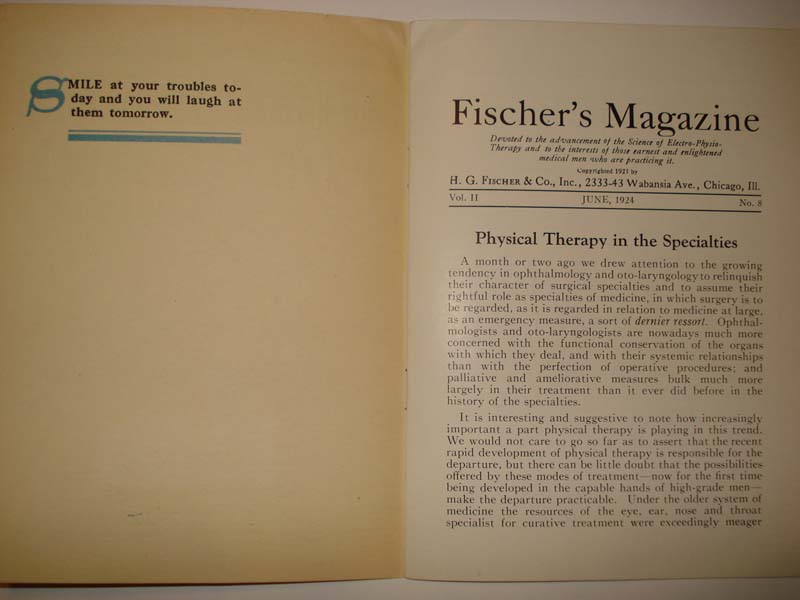 SMILE at your troubles to-
day and you will laugh at
them tomorrow.
Fischer's Magazine
Devoted to the advancement of the Science of Electro-Physio-
Therapy and to the interests of those earnest and enlightened
medical men who are practicing it.
Copyrighted 1923 by
H. G. FISCHER & Co., Inc., 2333-43 Wabansia Ave., Chicago, Ill.
Vol. II JUNE, 1924 No. 8
Physical Therapy in the Specialties
A month or two ago we drew attention to the growing
tendency in ophthalmology and oto-laryngology to relinquish
their character of surgical specialties and to assume their
rightful role as specialties of medicine, in which surgery is to
be regarded, as it is regarded in relation to medicine at large,
as an emergency measure, a sort of dernier ressort. Ophthal-
mologists and oto-laryngologists are nowadays much more
concerned with the functional conservation of the organs
with which they deal, and with their systemic relationships
than with the perfection of operative procedures; and
palliative and ameliorative measures bulk much more
largely in their treatment than it ever did before in the
history of the specialties.
It is interesting and suggestive to note how increasingly
important a part physical therapy is playing in this trend.
We would not care to go so far as to assert that the recent
rapid development of physical therapy is responsible for the
departure, but there can be little doubt that the possibilities
offered by these modes of treatment—now for the first time
being developed in the capable hands of high-grade men—
make the departure practicable. Under the older system of
medicine the resources of the eye, ear, nose and throat
specialist for curative treatment were exceedingly meager